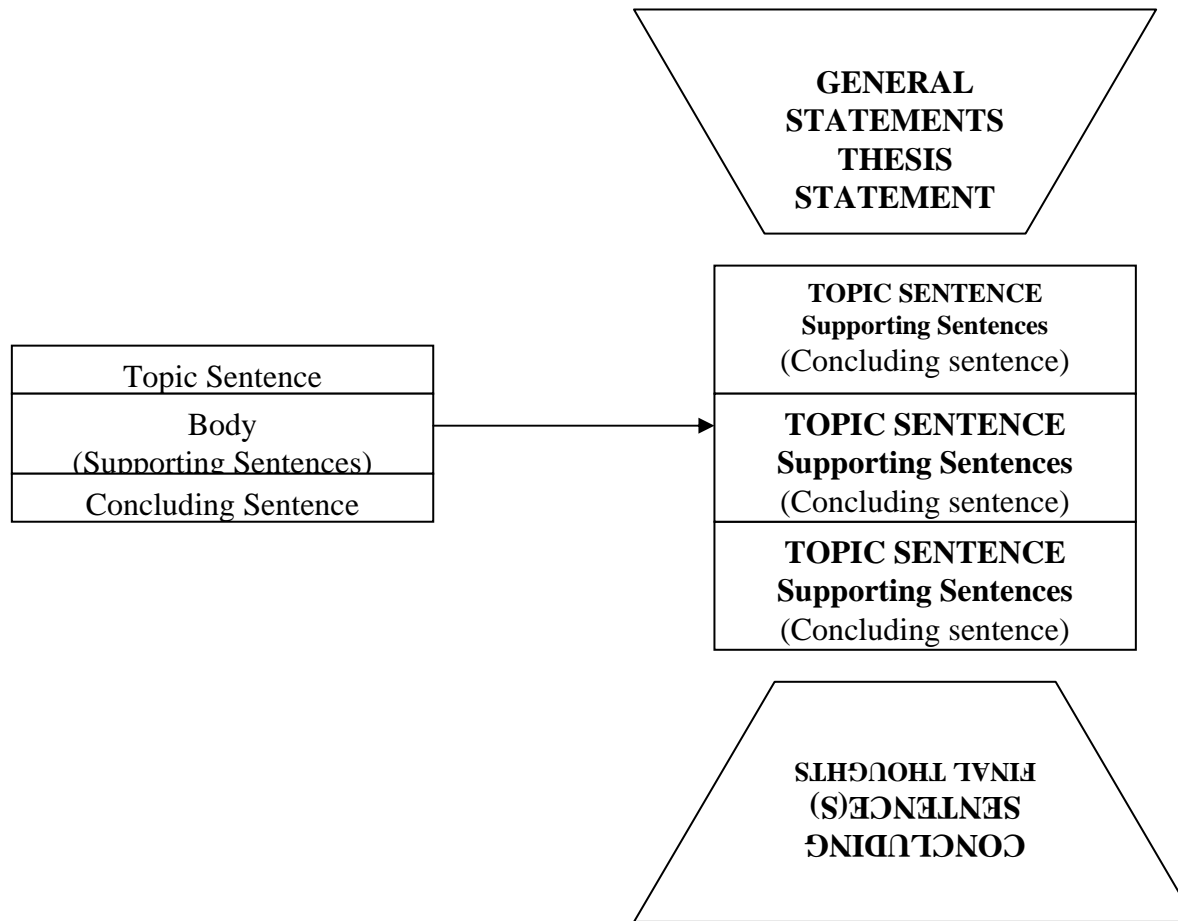 GENERAL
STATEMENTS
THESIS
STATEMENT
Topic Sentence
Body
(Supporting Sentences)
Concluding Sentence
TOPIC SENTENCE
Supporting Sentences
(Concluding sentence)
TOPIC SENTENCE
Supporting Sentences
(Concluding sentence)
TOPIC SENTENCE
Supporting Sentences
(Concluding sentence)
CONCLUDING
SENTENCE(S)
FINAL THOUGHTS